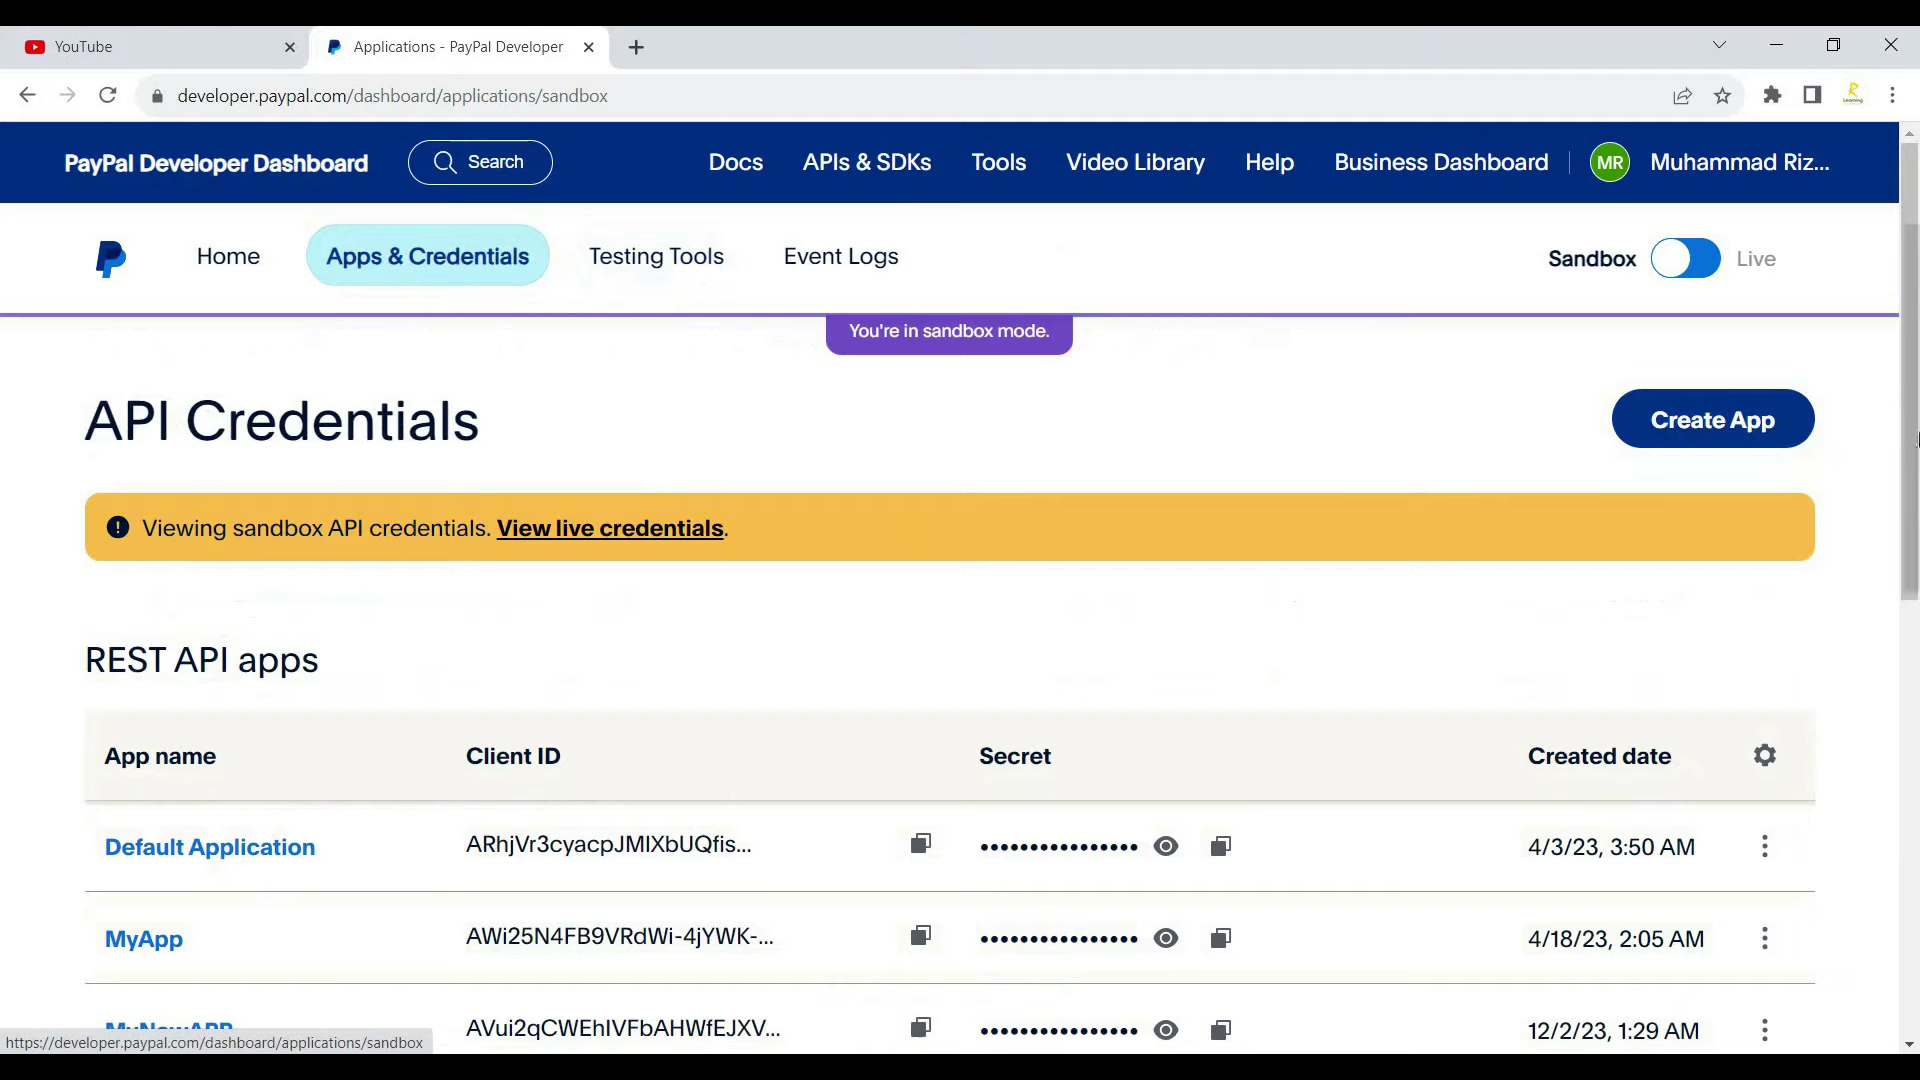 YouTube
Applications - PayPal Developer
developer.paypal.com/dashboard/applications/sandbox
PayPal Developer Dashboard
Search
Docs
APIs & SDKs
Tools
Video Library
Help
Business Dashboard
MR
Muhammad Riz...
Home
Apps & Credentials
Testing Tools
Event Logs
Sandbox
Live
You're in sandbox mode.
API Credentials
Create App
Viewing sandbox API credentials. View live credentials.
REST API apps
App name
Client ID
Secret
Created date
Default Application
ARhjVr3cyacpJMIXbUQfis...
••••••••••••••••
4/3/23, 3:50 AM
MyApp
AWi25N4FB9VRdWi-4jYWK-...
••••••••••••••••
4/18/23, 2:05 AM
MyNewAPP
AVui2qCWEhIVFbAHWfEJXV...
••••••••••••••••
12/2/23, 1:29 AM
https://developer.paypal.com/dashboard/applications/sandbox